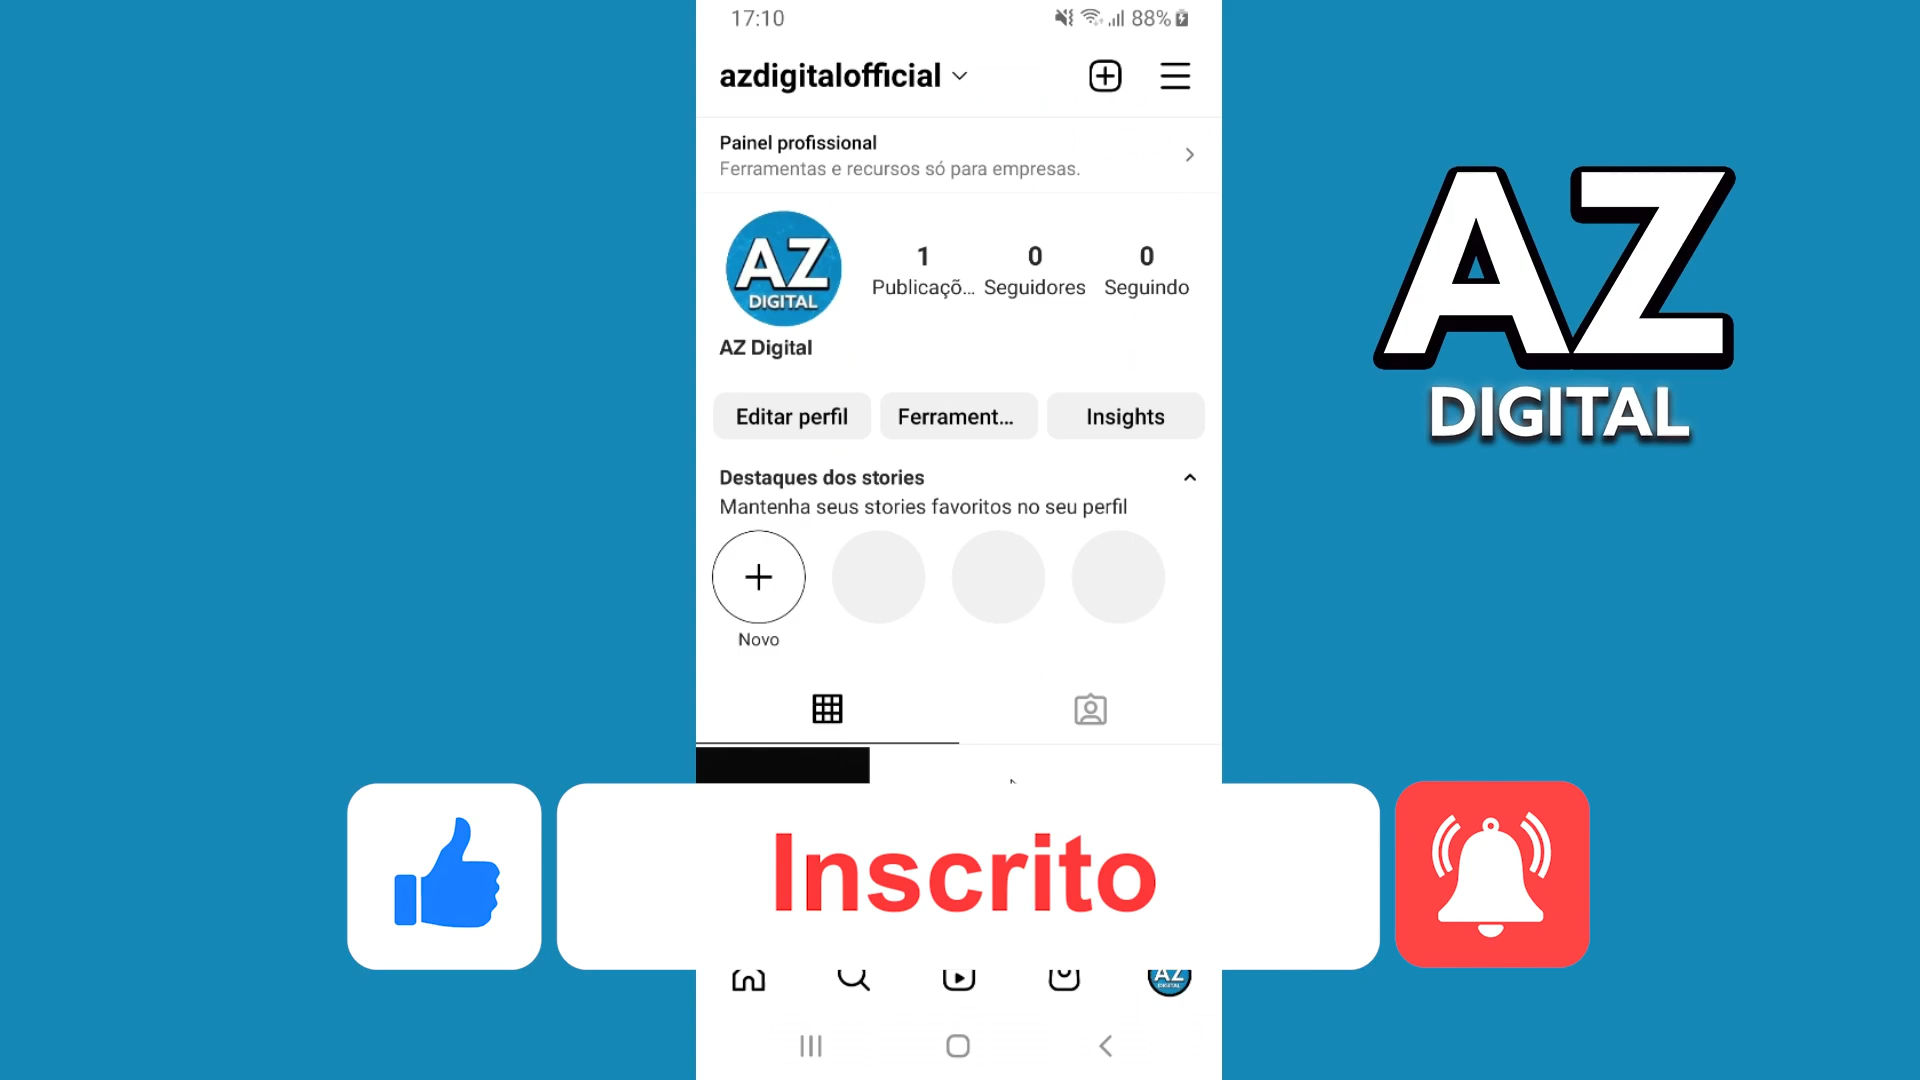 17:10
88%
azdigitalofficial
Painel profissional
Ferramentas e recursos só para empresas.
AZ
DIGITAL
1
0
0
Publicaçõ...
Seguidores
Seguindo
AZ Digital
Editar perfil
Ferrament...
Insights
Destaques dos stories
Mantenha seus stories favoritos no seu perfil
Novo
AZ
DIGITAL
Inscrito
AZ
DIGITAL